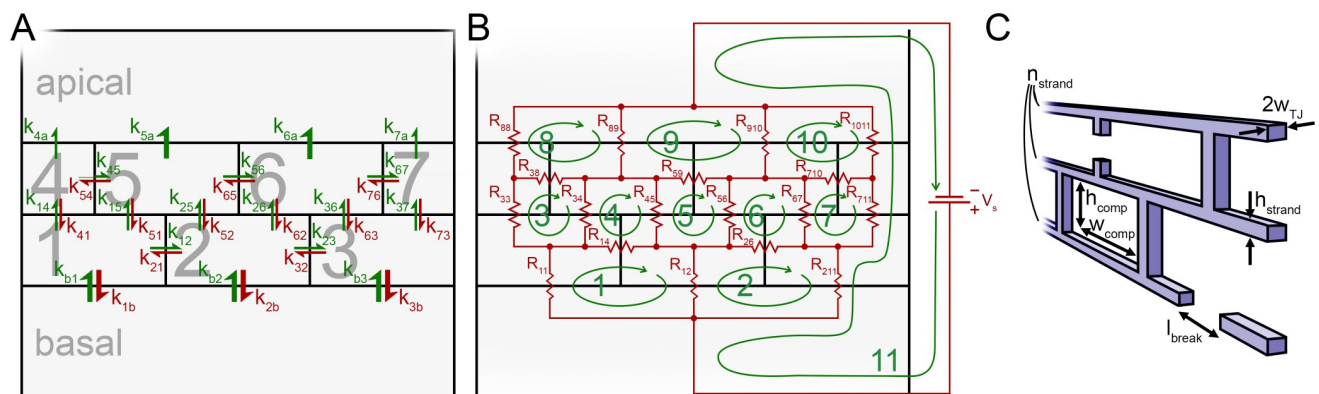 A
apical
k4a
k5a
k6a
k7a
4
5
6
7
k45
k54
k56
k65
k67
k76
k14
k41
k15
k51
k25
k52
k26
k62
k36
k63
k37
k73
1
2
3
k12
k21
k23
k32
kb1
k1b
kb2
k2b
kb3
k3b
basal
B
R88
R89
R910
R1011
8
9
10
R38
R59
R710
R33
R34
R45
R56
R67
R711
3
4
5
6
7
R14
R26
R11
R12
R211
1
2
11
−
Vs
+
C
nstrand
2wTJ
hcomp
wcomp
hstrand
lbreak